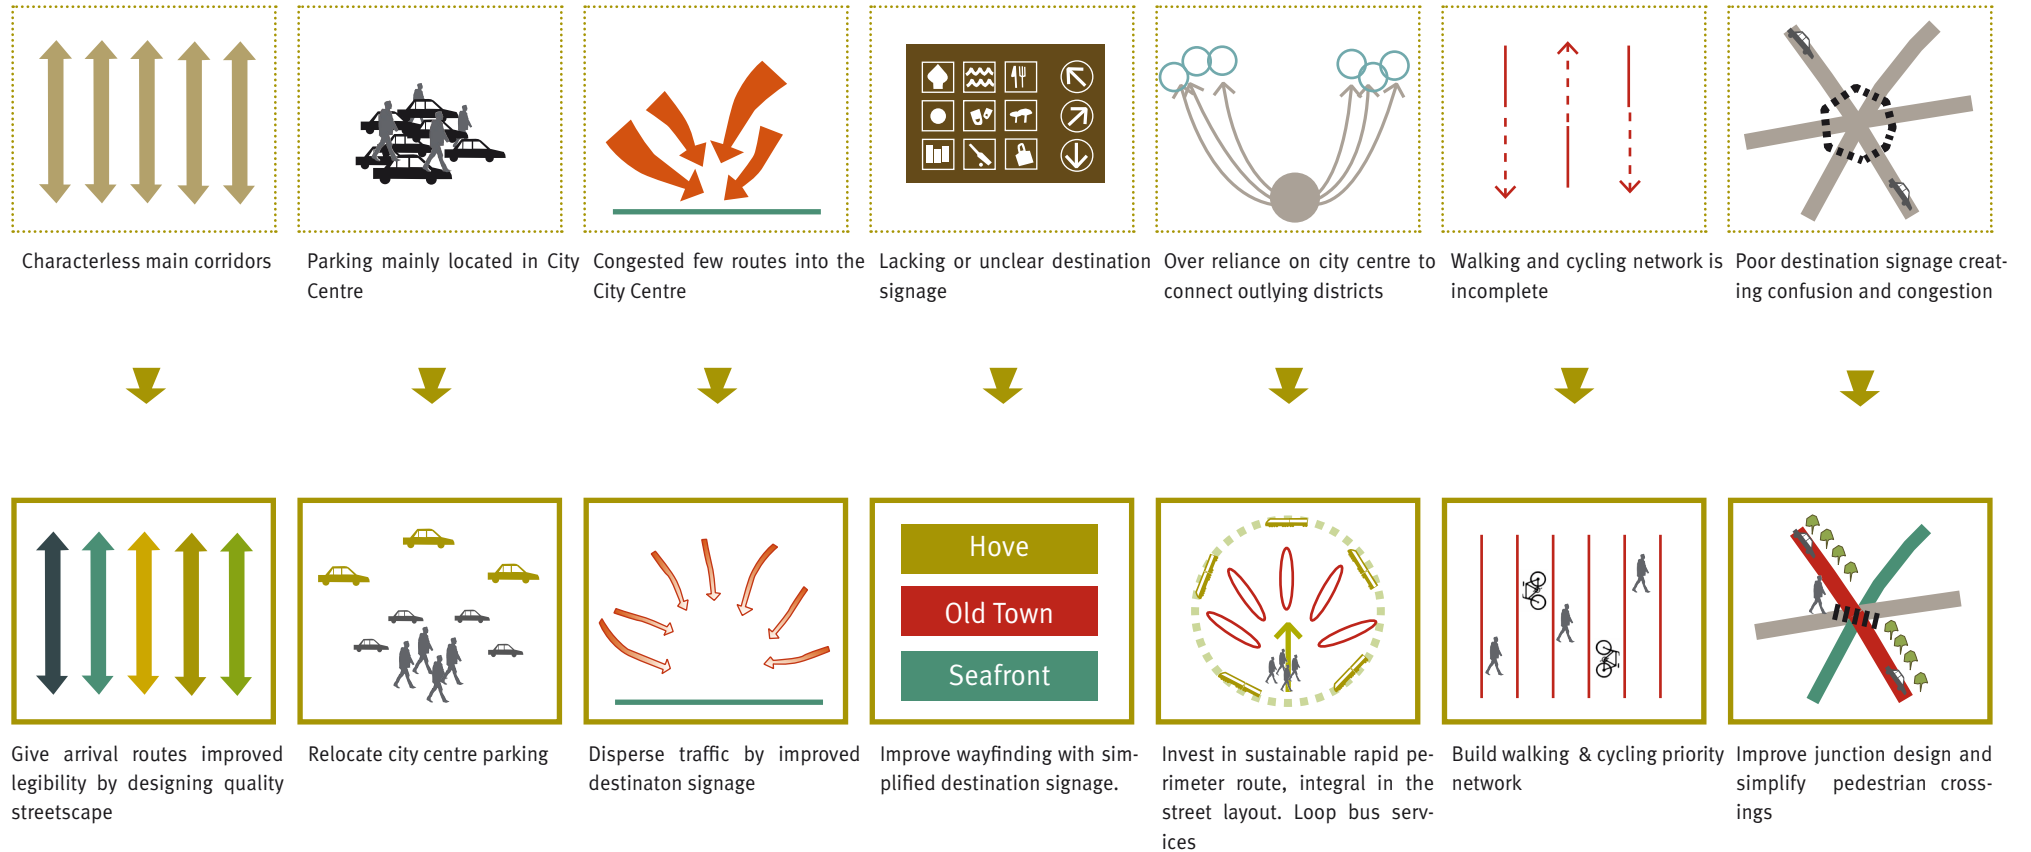 Characterless main corridors
Parking mainly located in City
Centre
Congested few routes into the
City Centre
Lacking or unclear destination
signage
Over reliance on city centre to
connect outlying districts
Walking and cycling network is
incomplete
Poor destination signage creat-
ing confusion and congestion
Hove
Old Town
Seafront
Give arrival routes improved
legibility by designing quality
streetscape
Relocate city centre parking
Disperse traffic by improved
destinaton signage
Improve wayfinding with sim-
plified destination signage.
Invest in sustainable rapid pe-
rimeter route, integral in the
street layout. Loop bus serv-
ices
Build walking & cycling priority
network
Improve junction design and
simplify pedestrian cross-
ings